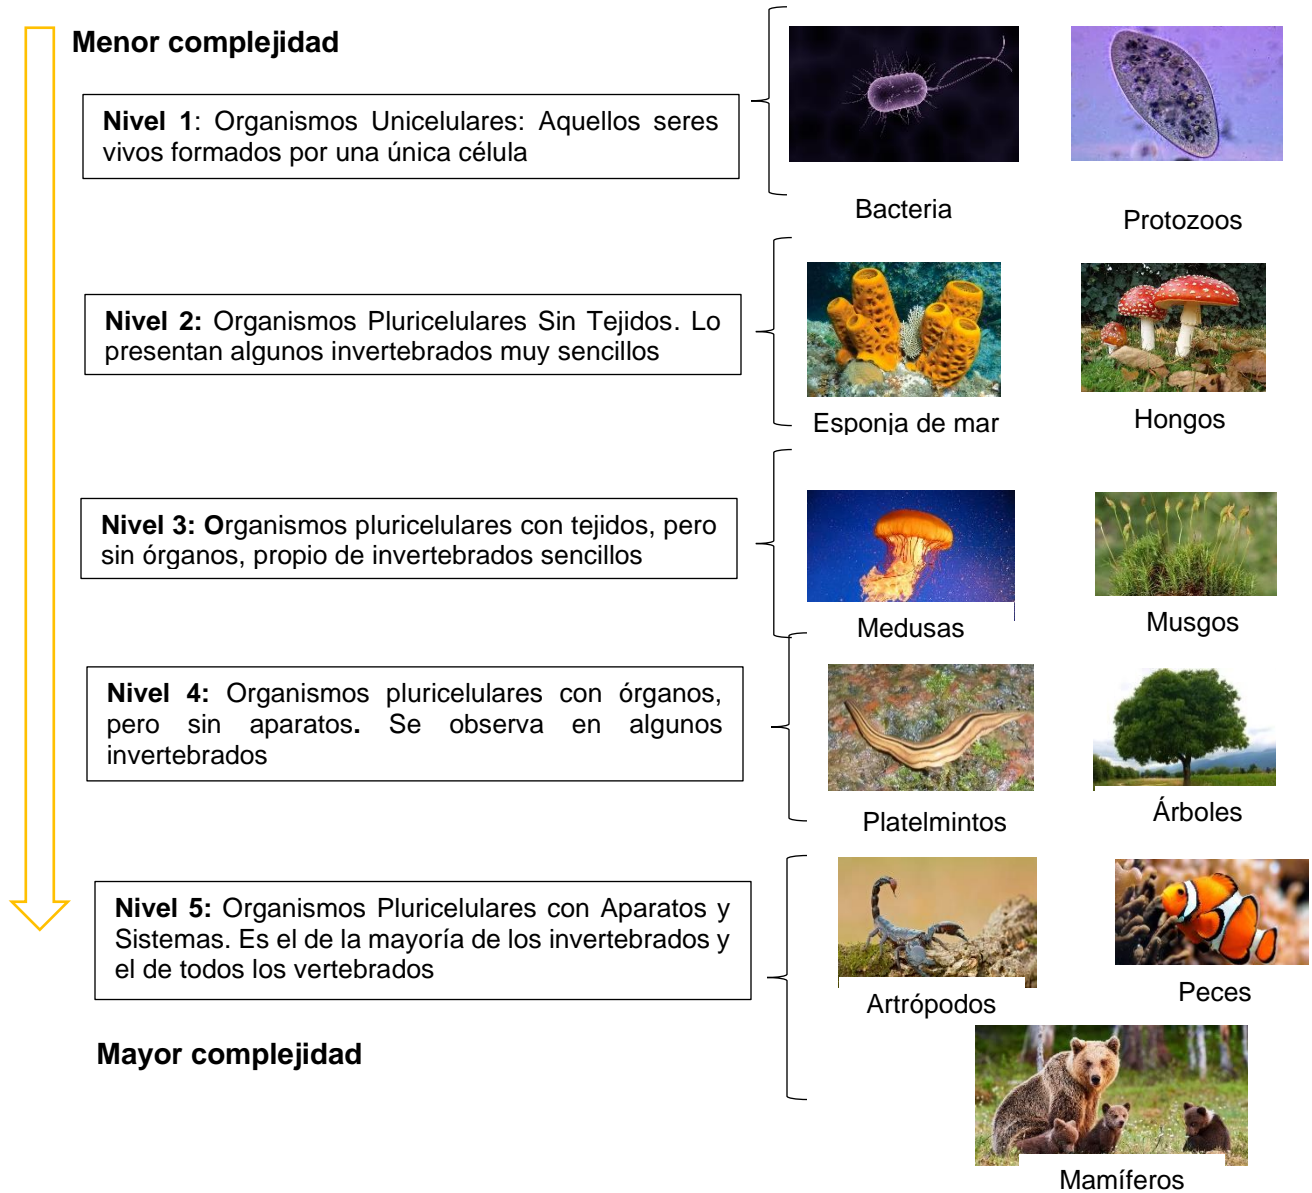 Menor complejidad
Nivel 1: Organismos Unicelulares: Aquellos seres
vivos formados por una única célula
Bacteria
Protozoos
Nivel 2: Organismos Pluricelulares Sin Tejidos. Lo
presentan algunos invertebrados muy sencillos
Esponja de mar
Hongos
Nivel 3: Organismos pluricelulares con tejidos, pero
sin órganos, propio de invertebrados sencillos
Medusas
Musgos
Nivel 4: Organismos pluricelulares con órganos,
pero sin aparatos. Se observa en algunos
invertebrados
Platelmintos
Árboles
Nivel 5: Organismos Pluricelulares con Aparatos y
Sistemas. Es el de la mayoría de los invertebrados y
el de todos los vertebrados
Artrópodos
Peces
Mayor complejidad
Mamíferos